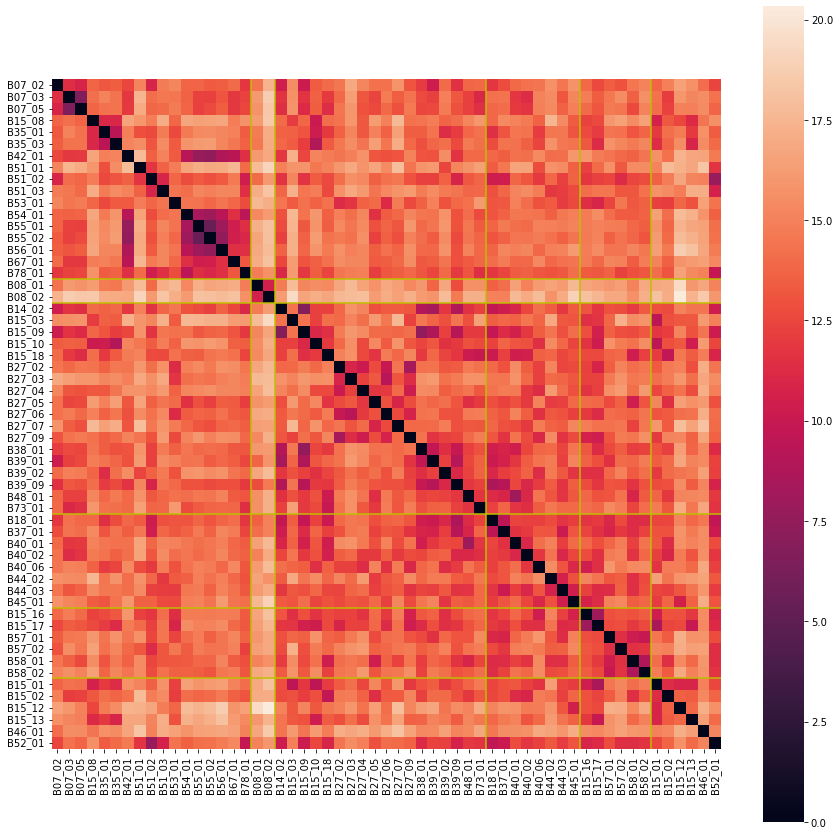 B07_02
B07_03
B07_05
B15_08
B35_01
B35_03
B42_01
B51_01
B51_02
B51_03
B53_01
B54_01
B55_01
B55_02
B56_01
B67_01
B78_01
B08_01
B08_02
B14_02
B15_03
B15_09
B15_10
B15_18
B27_02
B27_03
B27_04
B27_05
B27_06
B27_07
B27_09
B38_01
B39_01
B39_02
B39_09
B48_01
B73_01
B18_01
B37_01
B40_01
B40_02
B40_06
B44_02
B44_03
B45_01
B15_16
B15_17
B57_01
B57_02
B58_01
B58_02
B15_01
B15_02
B15_12
B15_13
B46_01
B52_01
B07_02
B07_03
B07_05
B15_08
B35_01
B35_03
B42_01
B51_01
B51_02
B51_03
B53_01
B54_01
B55_01
B55_02
B56_01
B67_01
B78_01
B08_01
B08_02
B14_02
B15_03
B15_09
B15_10
B15_18
B27_02
B27_03
B27_04
B27_05
B27_06
B27_07
B27_09
B38_01
B39_01
B39_02
B39_09
B48_01
B73_01
B18_01
B37_01
B40_01
B40_02
B40_06
B44_02
B44_03
B45_01
B15_16
B15_17
B57_01
B57_02
B58_01
B58_02
B15_01
B15_02
B15_12
B15_13
B46_01
B52_01
20.0
17.5
15.0
12.5
10.0
7.5
5.0
2.5
0.0